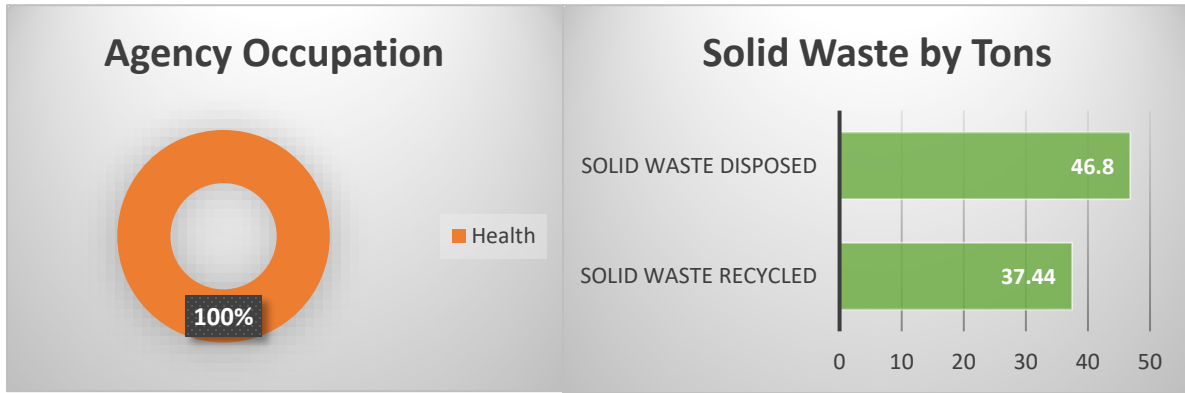 Agency Occupation
Health
100%
Solid Waste by Tons
SOLID WASTE DISPOSED
46.8
SOLID WASTE RECYCLED
37.44
0 10 20 30 40 50